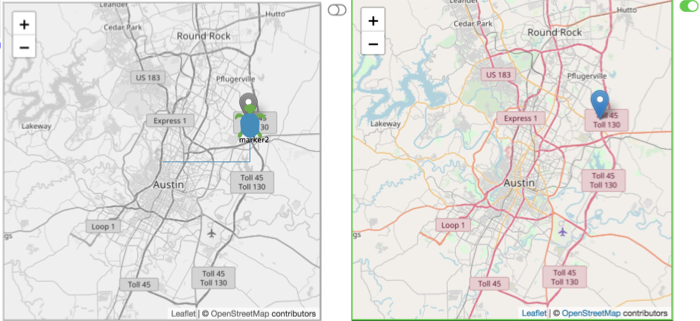 Leander
Hutto
+
−
Cedar Park
Round Rock
US 183
Pflugerville
Lakeway
Express 1
30
marker2
Austin
Toll 45
Toll 130
Loop 1
gs
Toll 45
Toll 45
Toll 130
Leaflet | © OpenStreetMap contributors
Hutto
+
−
Cedar Park
Round Rock
US 183
Pflugerville
Lakeway
Express 1
45
Toll 130
Austin
Toll 45
Toll 130
Loop 1
gs
Toll 45
Toll 45
Toll 130
Leaflet | © OpenStreetMap contributors